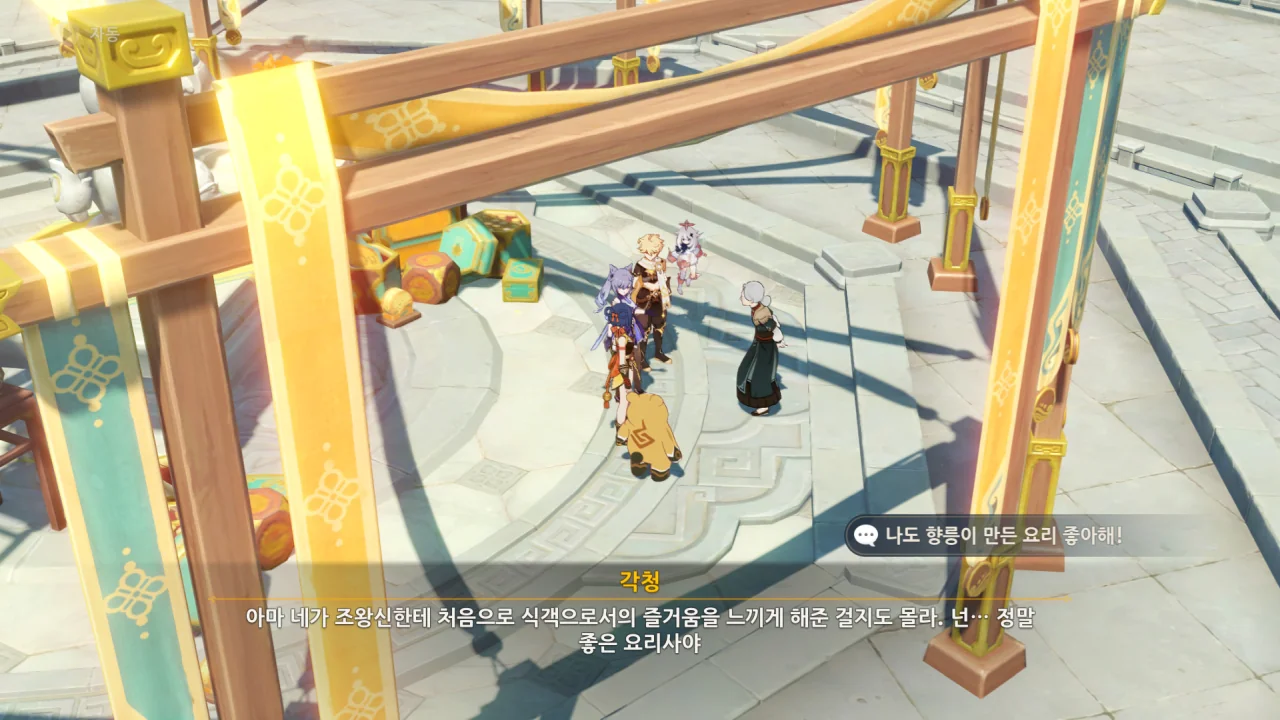 자동
나도 향릉이 만든 요리 좋아해!
각청
아마 네가 조왕신한테 처음으로 식객으로서의 즐거움을 느끼게 해준 걸지도 몰라. 넌… 정말
좋은 요리사야